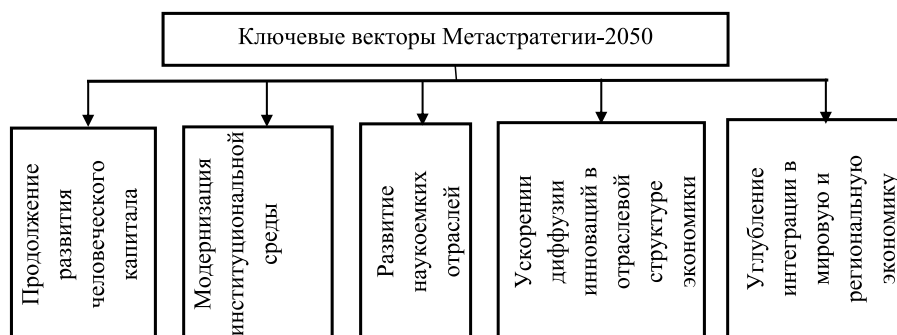 Ключевые векторы Метастратегии-2050
Продолжение
развития
человеческого
капитала
Модернизация
институциональной
среды
Развитие
наукоемких
отраслей
Ускорении
диффузии
инноваций в
отраслевой
структуре
экономики
Углубление
интеграции в
мировую и
региональную
экономику